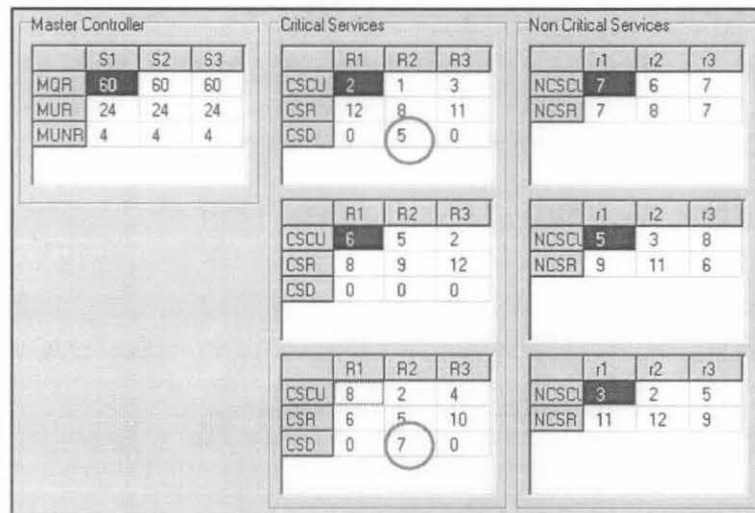 Master Controller
S1 S2 S3
MQR 60 60 60
MUR 24 24 24
MUNR 4 4 4
Critical Services
R1 R2 R3
CSCU 2 1 3
CSR 12 8 11
CSD 0 5 0
R1 R2 R3
CSCU 6 5 2
CSR 8 9 12
CSD 0 0 0
R1 R2 R3
CSCU 8 2 4
CSR 6 5 10
CSD 0 7 0
Non Critical Services
r1 r2 r3
NCSCU 7 6 7
NCSR 7 8 7
r1 r2 r3
NCSCU 5 3 8
NCSR 9 11 6
r1 r2 r3
NCSCU 3 2 5
NCSR 11 12 9